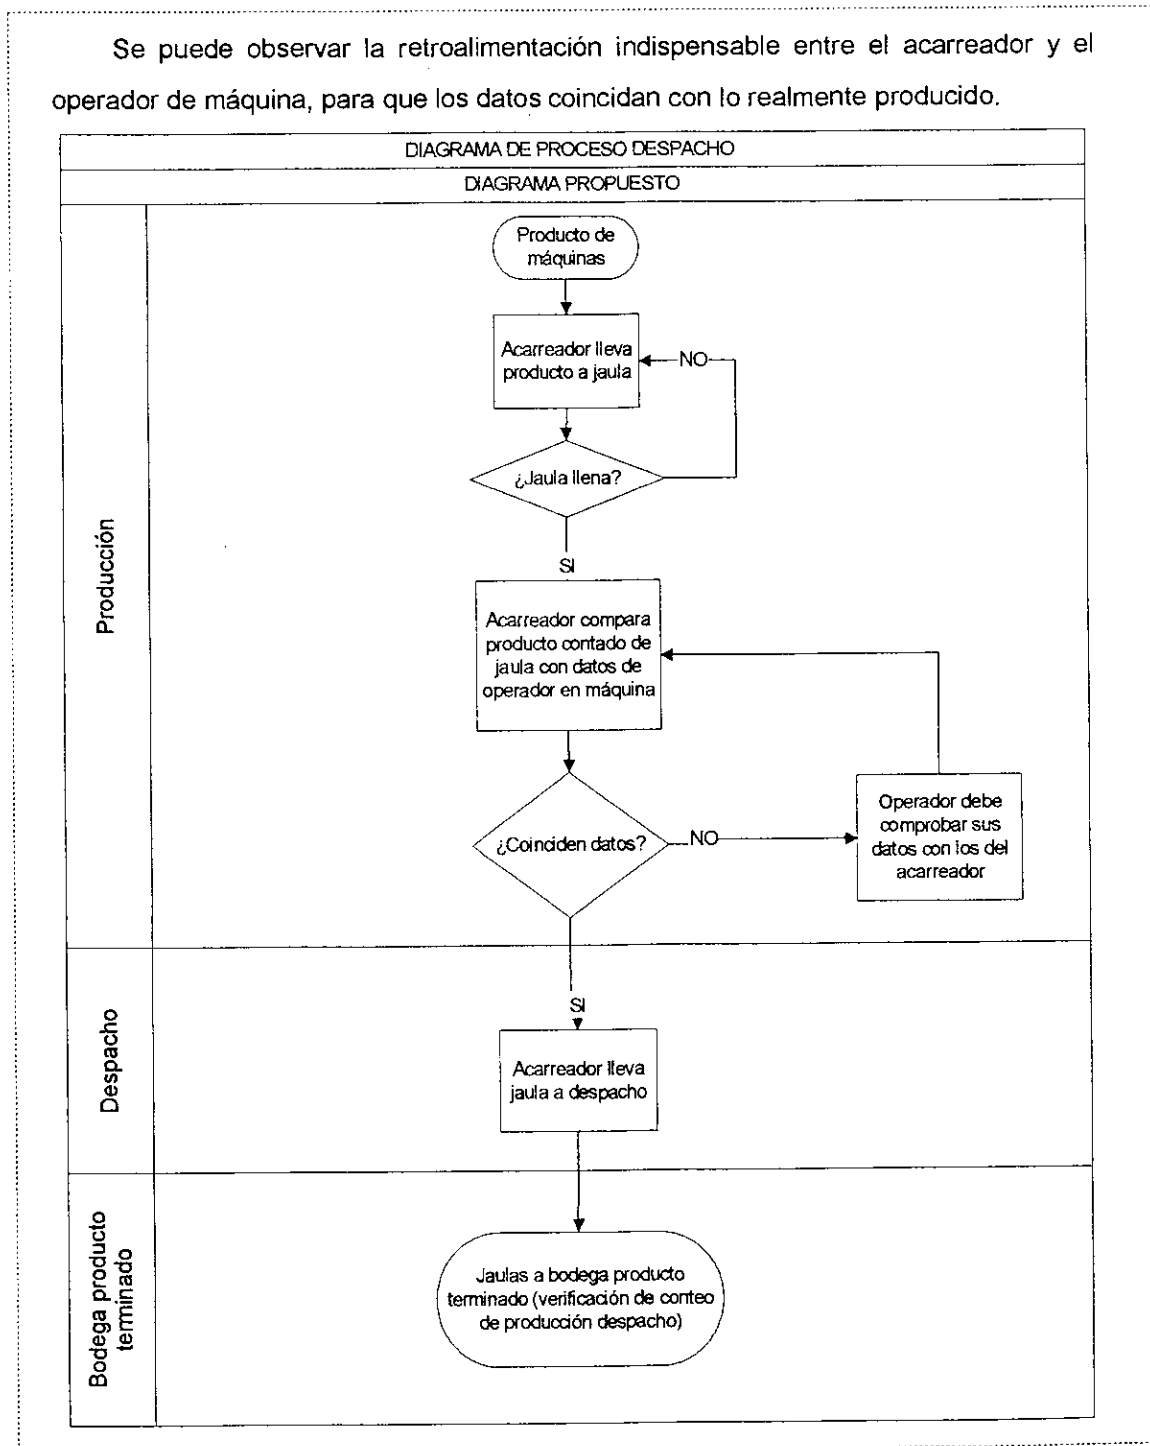 Se puede observar la retroalimentación indispensable entre el acarreador y el
operador de máquina, para que los datos coincidan con lo realmente producido.
DIAGRAMA DE PROCESO DESPACHO
DIAGRAMA PROPUESTO
Producción
Producto de
máquinas
Acarreador lleva
producto a jaula
NO
¿Jaula llena?
SI
Acarreador compara
producto contado de
jaula con datos de
operador en máquina
¿Coinciden datos?
NO
Operador debe
comprobar sus
datos con los del
acarreador
Despacho
SI
Acarreador lleva
jaula a despacho
Bodega producto
terminado
Jaulas a bodega producto
terminado (verificación de conteo
de producción despacho)